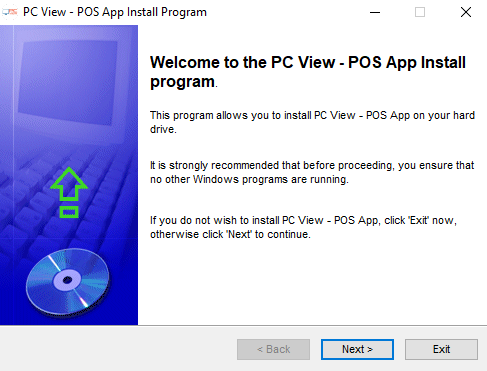 PC View - POS App Install Program
Welcome to the PC View - POS App Install
program.
This program allows you to install PC View - POS App on your hard
drive.
It is strongly recommended that before proceeding, you ensure that
no other Windows programs are running.
If you do not wish to install PC View - POS App, click 'Exit' now,
otherwise click 'Next' to continue.
< Back
Next >
Exit